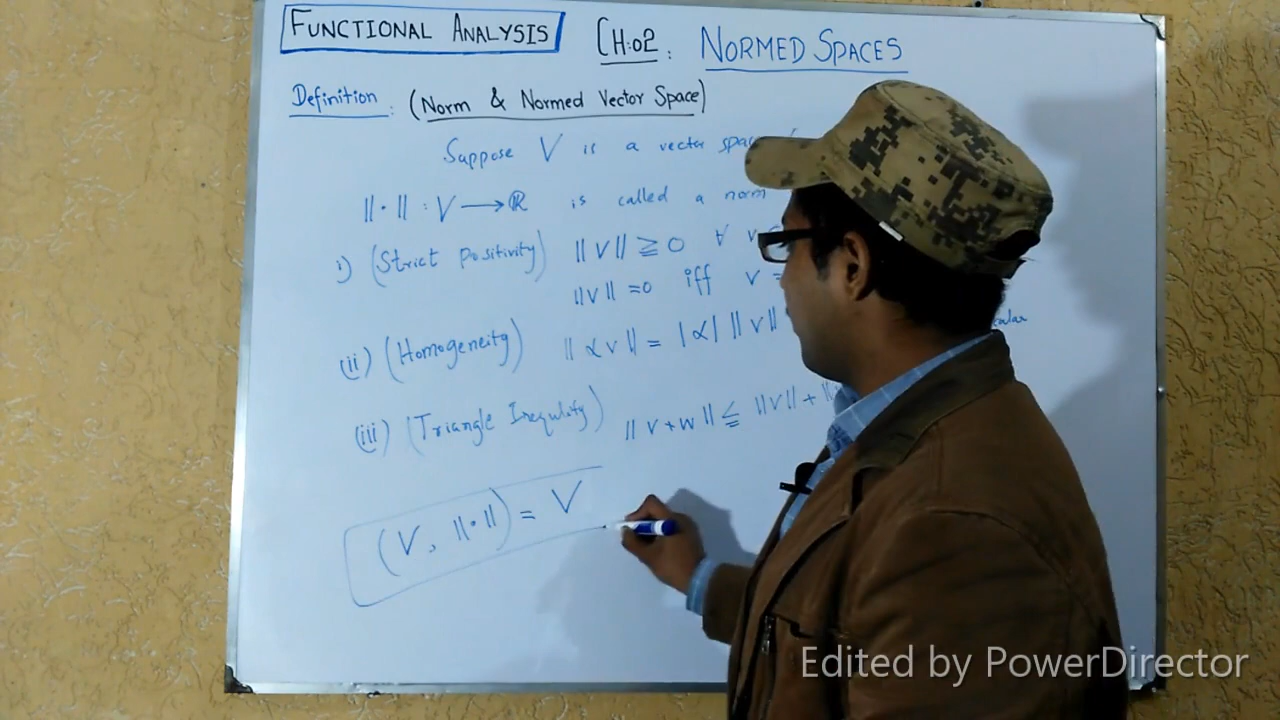 FUNCTIONAL ANALYSIS CH:02: NORMED SPACES
Definition: (Norm & Normed Vector Space)
Suppose V is a vector
||·|| : V ⟶ ℝ is called a norm
i) (Strict positivity) ||V|| ≧ 0 ∀ v
||V|| =0 iff v =
(ii) (Homogeneity) || αv|| = |α| ||v||
(iii) (Triangle Inequlity) || v+w || ≦ ||v|| +
(V, ||·||) = V
Edited by PowerDirector